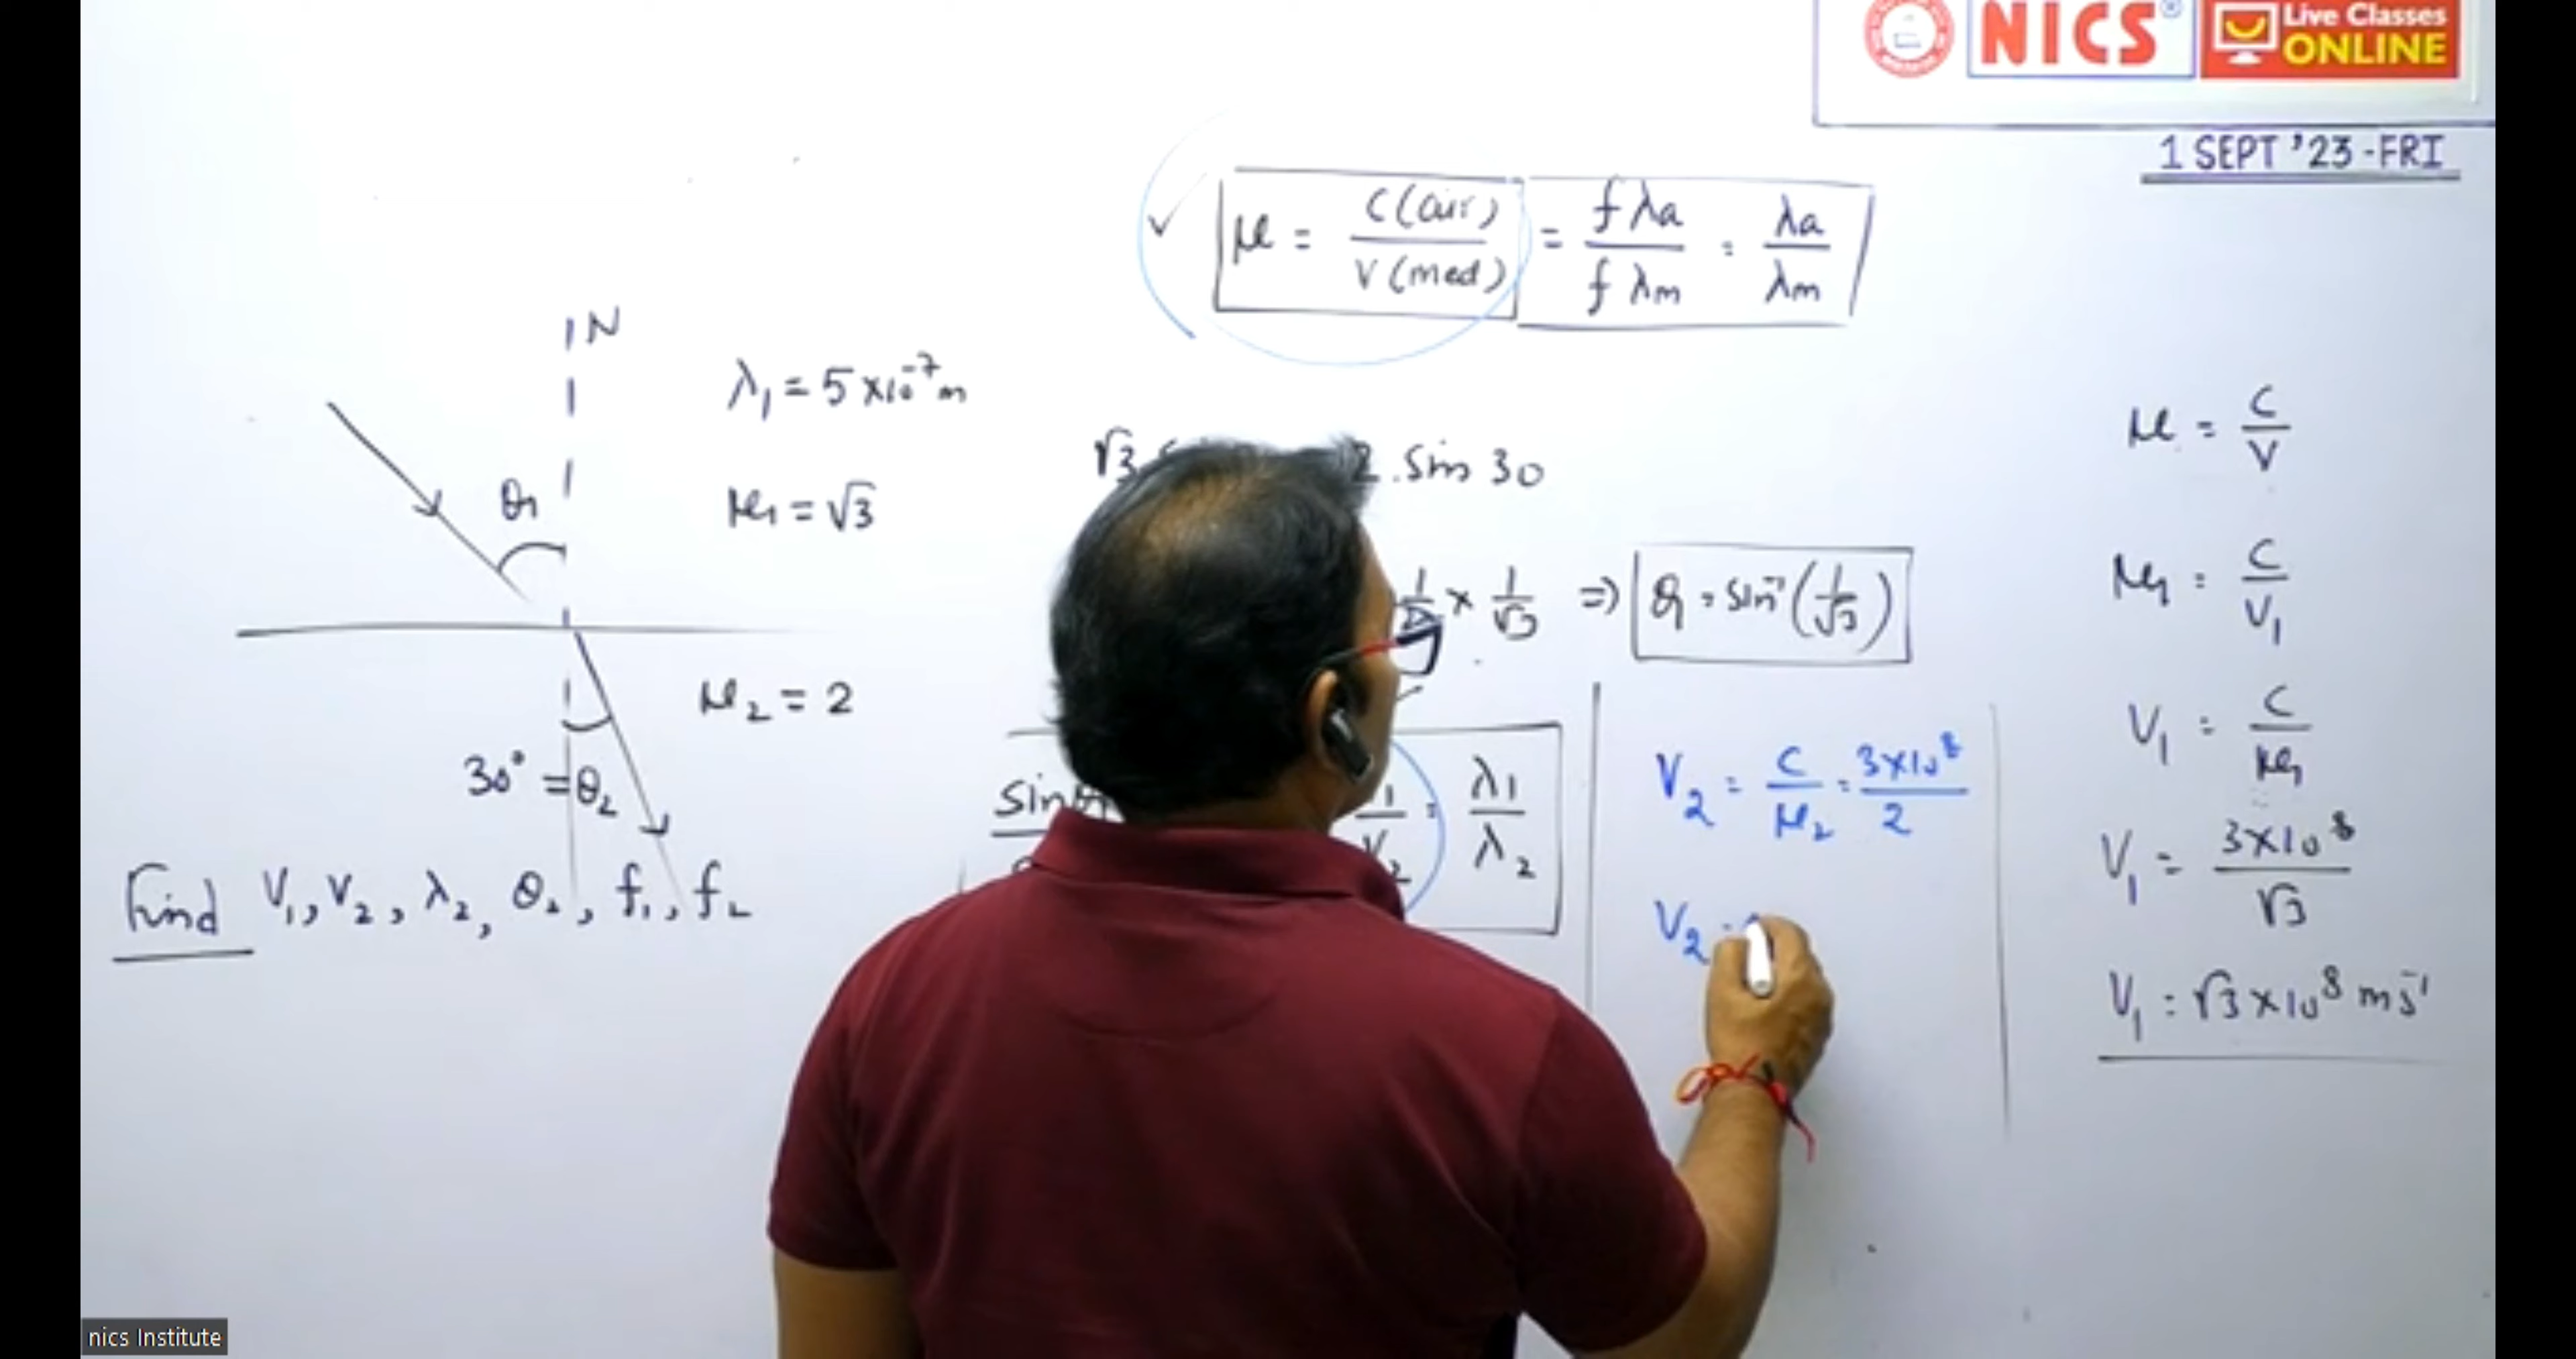 NICS®
Live Classes
ONLINE
1 SEPT '23 -FRI
μ = C(air) / V(med) = f λa / f λm = λa / λm
N
λ1 = 5 ×10⁻⁷ m
θ1
μ1 = √3
√3 . sin 30
× 1/√3 ⇒ θ1 = sin⁻¹(1/√3)
μ2 = 2
30° = θ2
Find V1, V2, λ2, θ2, f1, f2
sinθ1
= λ1 / λ2
V2 = C / μ2 = 3×10⁸ / 2
V2 =
μ = C / V
μ1 = C / V1
V1 = C / μ1
V1 = 3×10⁸ / √3
V1 = √3 ×10⁸ ms⁻¹
nics Institute